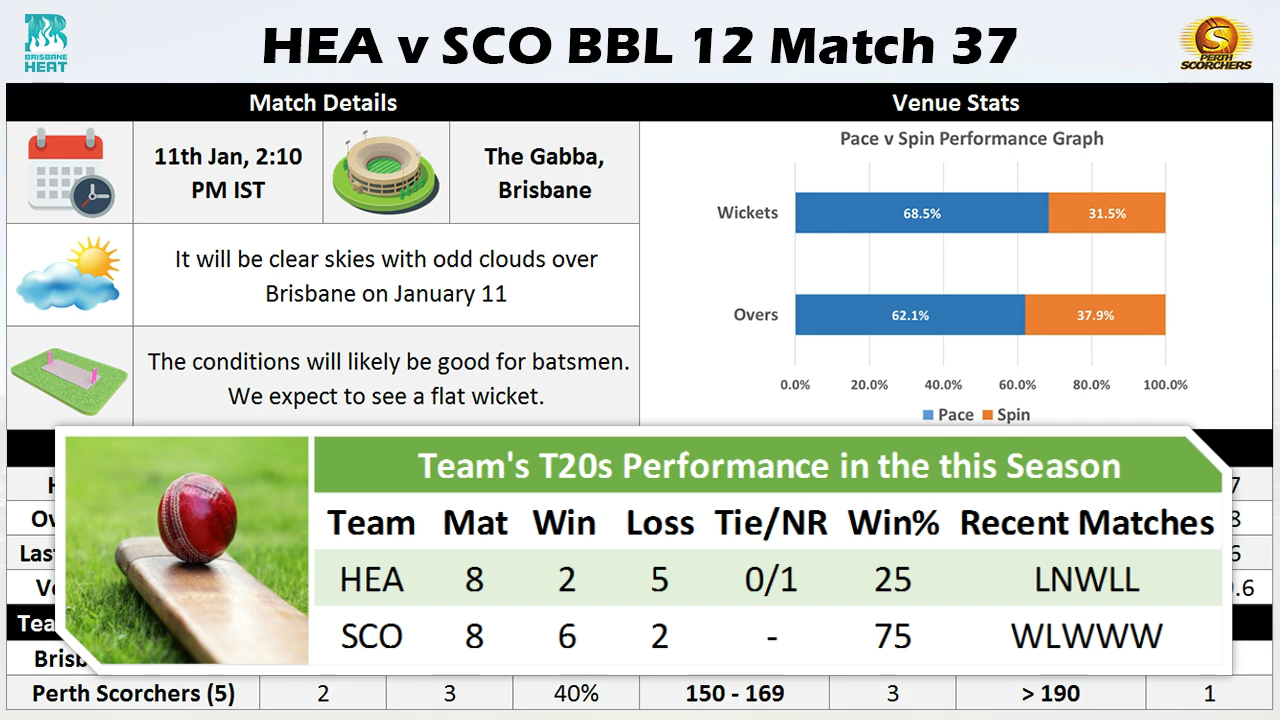 BRISBANE
HEAT
HEA v SCO BBL 12 Match 37
PERTH
SCORCHERS
Match Details
Venue Stats
11th Jan, 2:10
PM IST
The Gabba,
Brisbane
It will be clear skies with odd clouds over
Brisbane on January 11
The conditions will likely be good for batsmen.
We expect to see a flat wicket.
Pace v Spin Performance Graph
Wickets 68.5% 31.5%
Overs 62.1% 37.9%
0.0% 20.0% 40.0% 60.0% 80.0% 100.0%
Pace Spin
Team's T20s Performance in the this Season
Team Mat Win Loss Tie/NR Win% Recent Matches
HEA 8 2 5 0/1 25 LNWLL
SCO 8 6 2 - 75 WLWWW
Last
Perth Scorchers (5) 2 3 40% 150 - 169 3 > 190 1